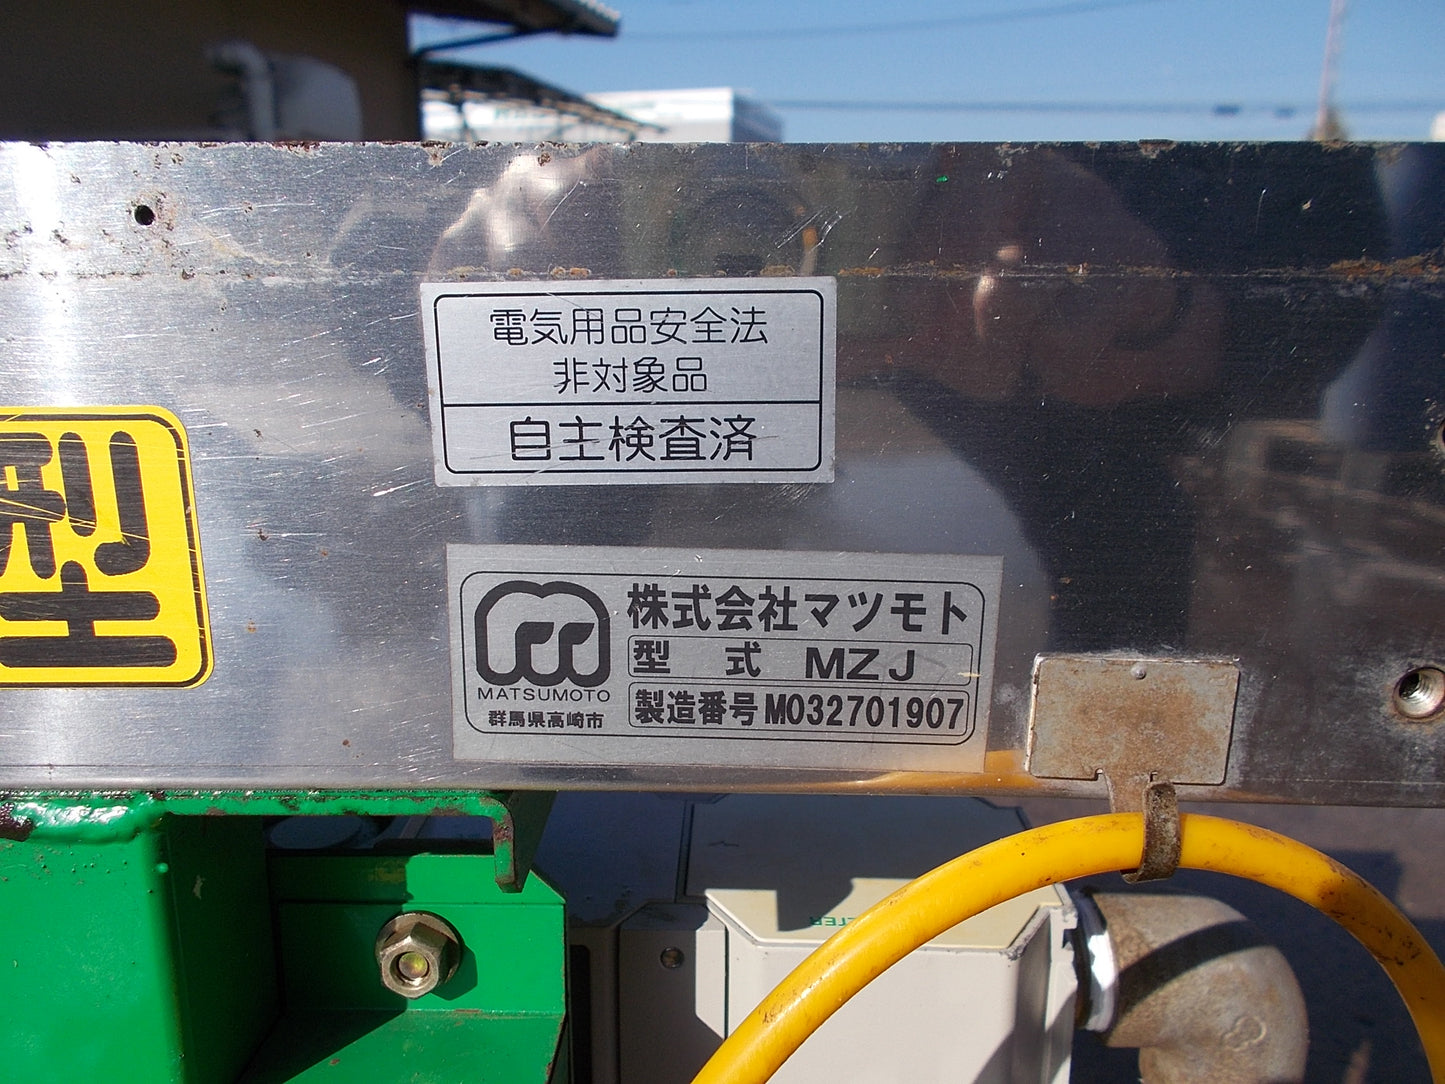 電気用品安全法
非対象品
自主検査済
型
株式会社マツモト
型 式 MZJ
製造番号 M032701907
MATSUMOTO
群馬県高崎市